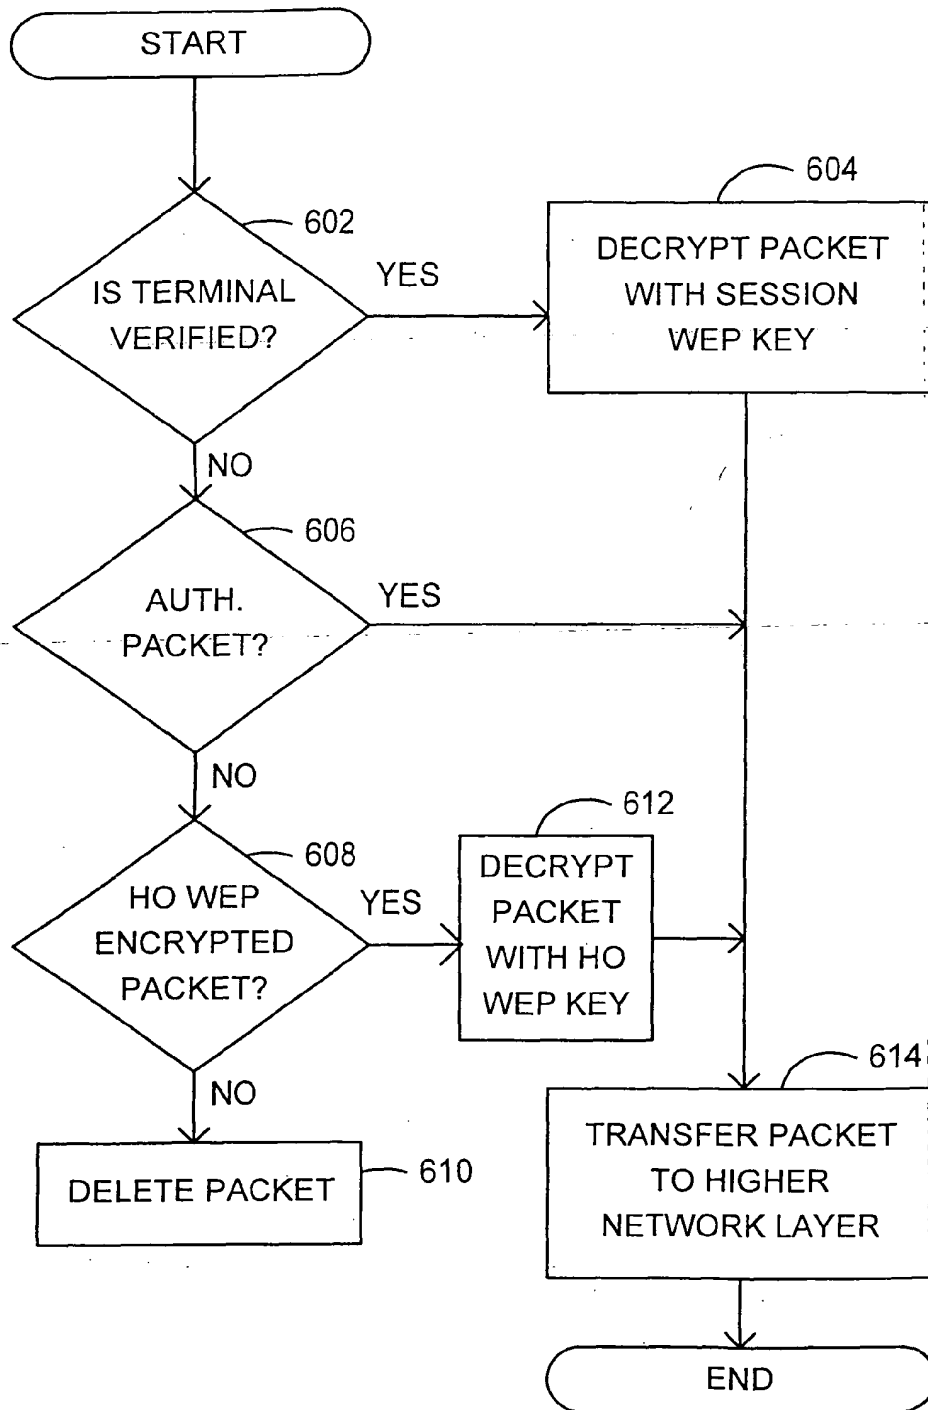 START
602
IS TERMINAL
VERIFIED?
YES
604
DECRYPT PACKET
WITH SESSION
WEP KEY
NO
606
AUTH.
PACKET?
YES
NO
608
HO WEP
ENCRYPTED
PACKET?
YES
612
DECRYPT
PACKET
WITH HO
WEP KEY
NO
610
DELETE PACKET
614
TRANSFER PACKET
TO HIGHER
NETWORK LAYER
END